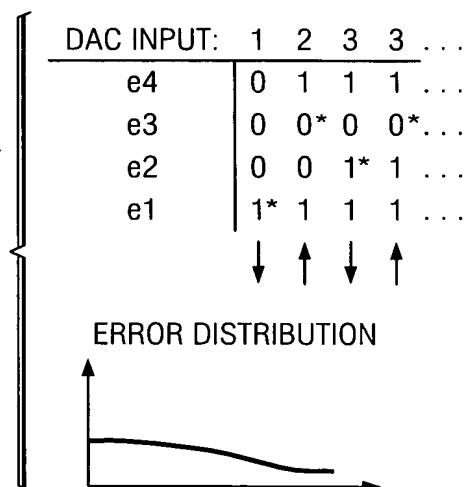 DAC INPUT: 1 2 3 3 ...
e4 0 1 1 1 ...
e3 0 0* 0 0* ...
e2 0 0 1* 1 ...
e1 1* 1 1 1 ...
ERROR DISTRIBUTION